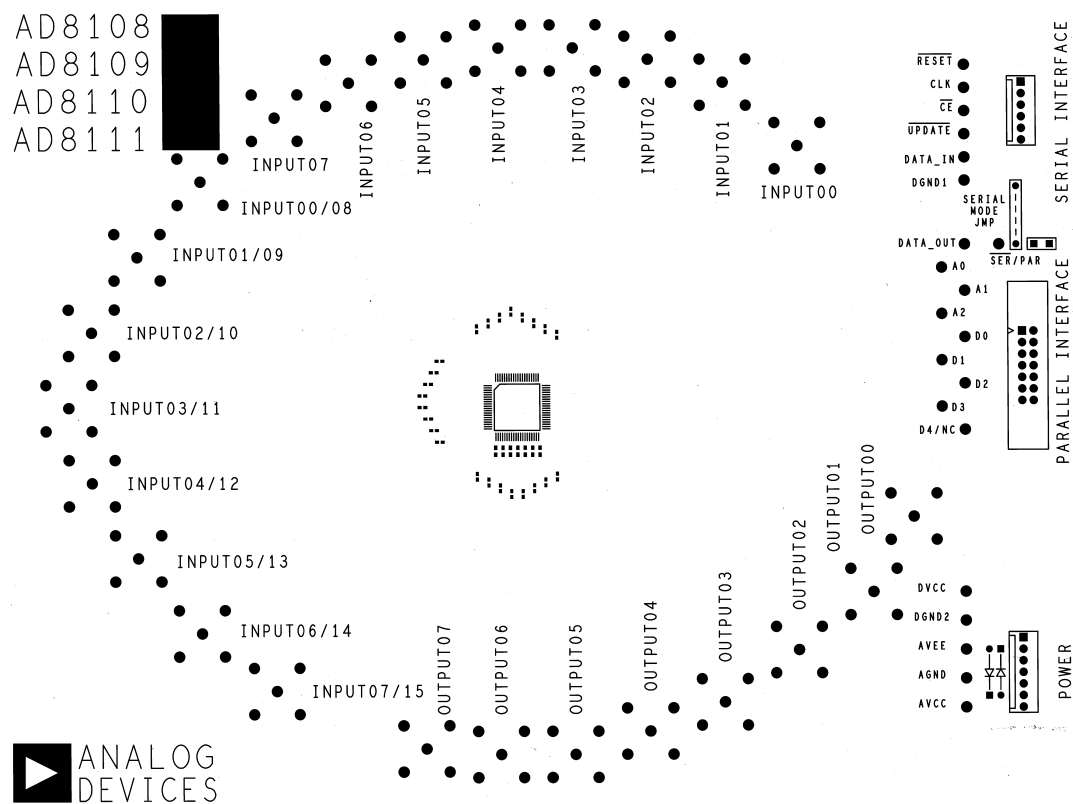 AD8108
AD8109
AD8110
AD8111
INPUT07
INPUT06
INPUT05
INPUT04
INPUT03
INPUT02
INPUT01
INPUT00
INPUT00/08
INPUT01/09
INPUT02/10
INPUT03/11
INPUT04/12
INPUT05/13
INPUT06/14
INPUT07/15
OUTPUT07
OUTPUT06
OUTPUT05
OUTPUT04
OUTPUT03
OUTPUT02
OUTPUT01
OUTPUT00
RESET
CLK
CE
UPDATE
DATA_IN
DGND1
SERIAL INTERFACE
SERIAL
MODE
JMP
DATA_OUT
SER/PAR
A0
A1
A2
D0
D1
D2
D3
D4/NC
PARALLEL INTERFACE
DVCC
DGND2
AVEE
AGND
AVCC
POWER
ANALOG
DEVICES